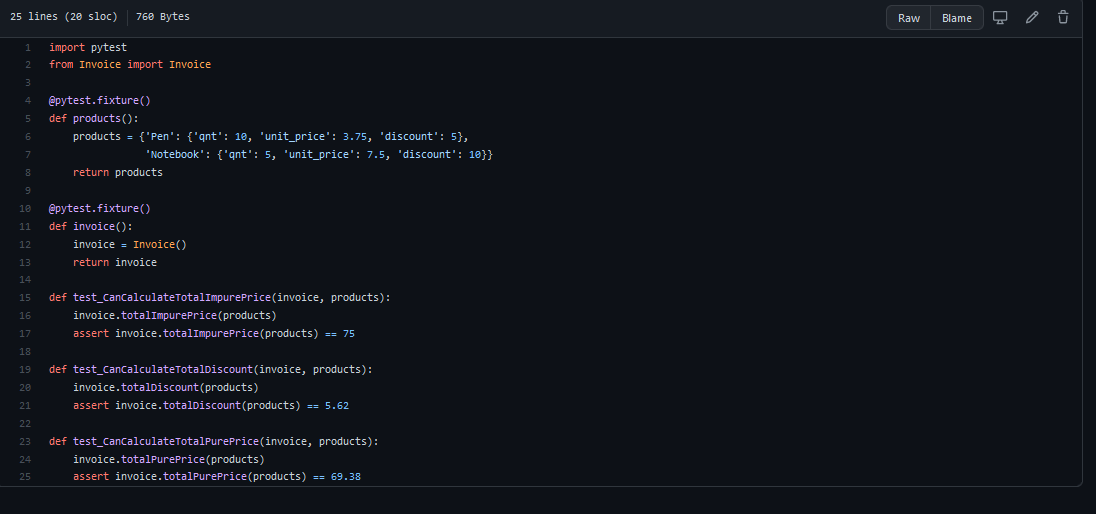 25 lines (20 sloc) 760 Bytes Raw Blame
1 import pytest
2 from Invoice import Invoice
3
4 @pytest.fixture()
5 def products():
6     products = {'Pen': {'qnt': 10, 'unit_price': 3.75, 'discount': 5},
7                 'Notebook': {'qnt': 5, 'unit_price': 7.5, 'discount': 10}}
8     return products
9
10 @pytest.fixture()
11 def invoice():
12     invoice = Invoice()
13     return invoice
14
15 def test_CanCalculateTotalImpurePrice(invoice, products):
16     invoice.totalImpurePrice(products)
17     assert invoice.totalImpurePrice(products) == 75
18
19 def test_CanCalculateTotalDiscount(invoice, products):
20     invoice.totalDiscount(products)
21     assert invoice.totalDiscount(products) == 5.62
22
23 def test_CanCalculateTotalPurePrice(invoice, products):
24     invoice.totalPurePrice(products)
25     assert invoice.totalPurePrice(products) == 69.38